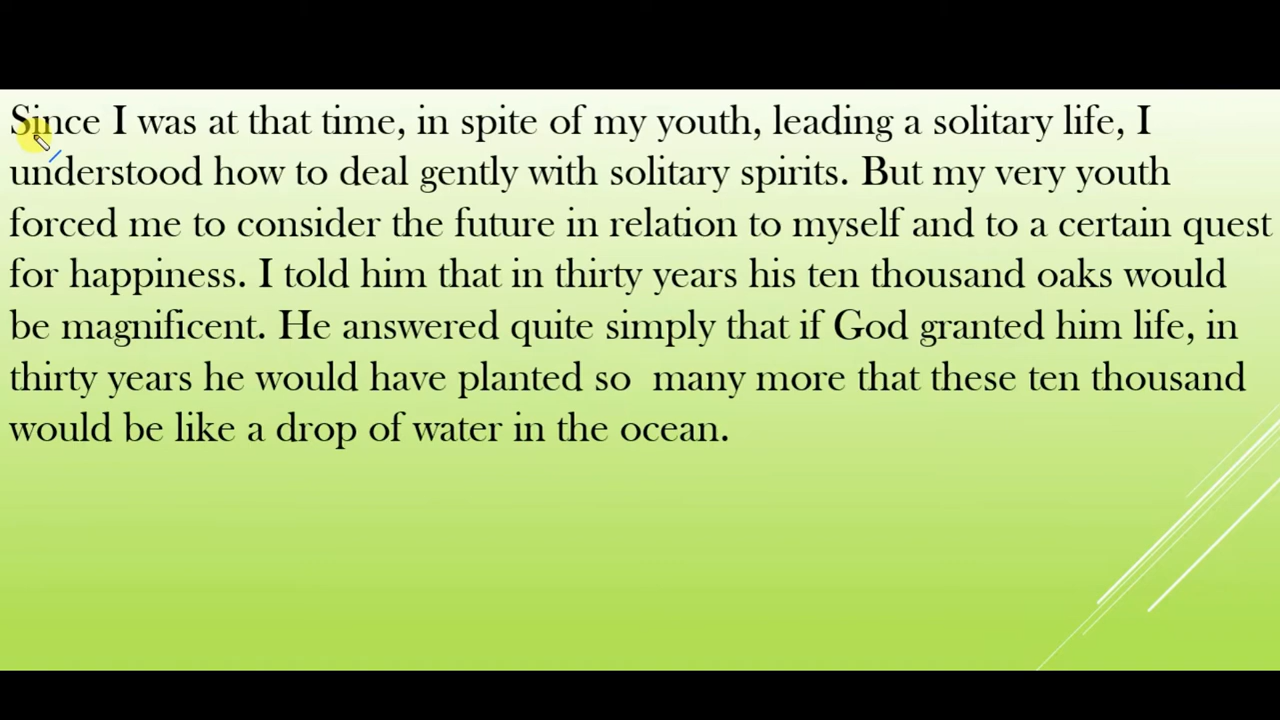 Since I was at that time, in spite of my youth, leading a solitary life, I
understood how to deal gently with solitary spirits. But my very youth
forced me to consider the future in relation to myself and to a certain quest
for happiness. I told him that in thirty years his ten thousand oaks would
be magnificent. He answered quite simply that if God granted him life, in
thirty years he would have planted so  many more that these ten thousand
would be like a drop of water in the ocean.